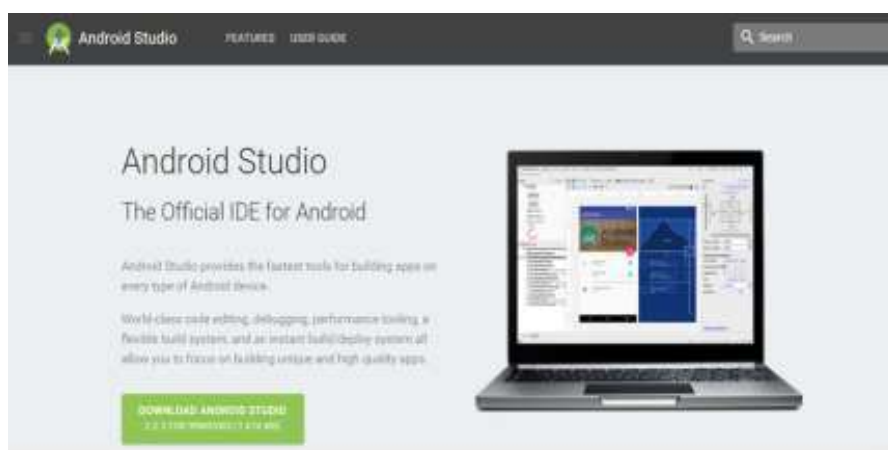 Android Studio
FEATURES USER GUIDE
Search
Android Studio
The Official IDE for Android
Android Studio provides the fastest tools for building apps on
every type of Android device.
World-class code editing, debugging, performance tooling, a
flexible build system, and an instant build/deploy system all
allow you to focus on building unique and high quality apps.
DOWNLOAD ANDROID STUDIO
FOR WINDOWS